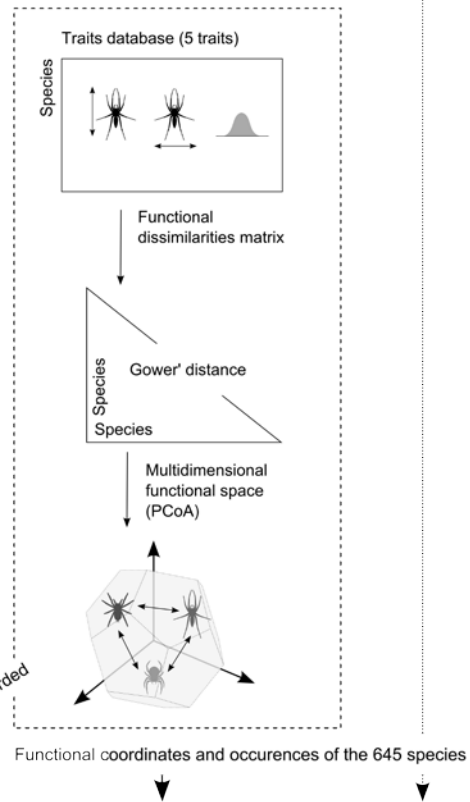 Traits database (5 traits)
Species
Functional
dissimilarities matrix
Gower' distance
Species
Species
Multidimensional
functional space
(PCoA)
Functional coordinates and occurences of the 645 species